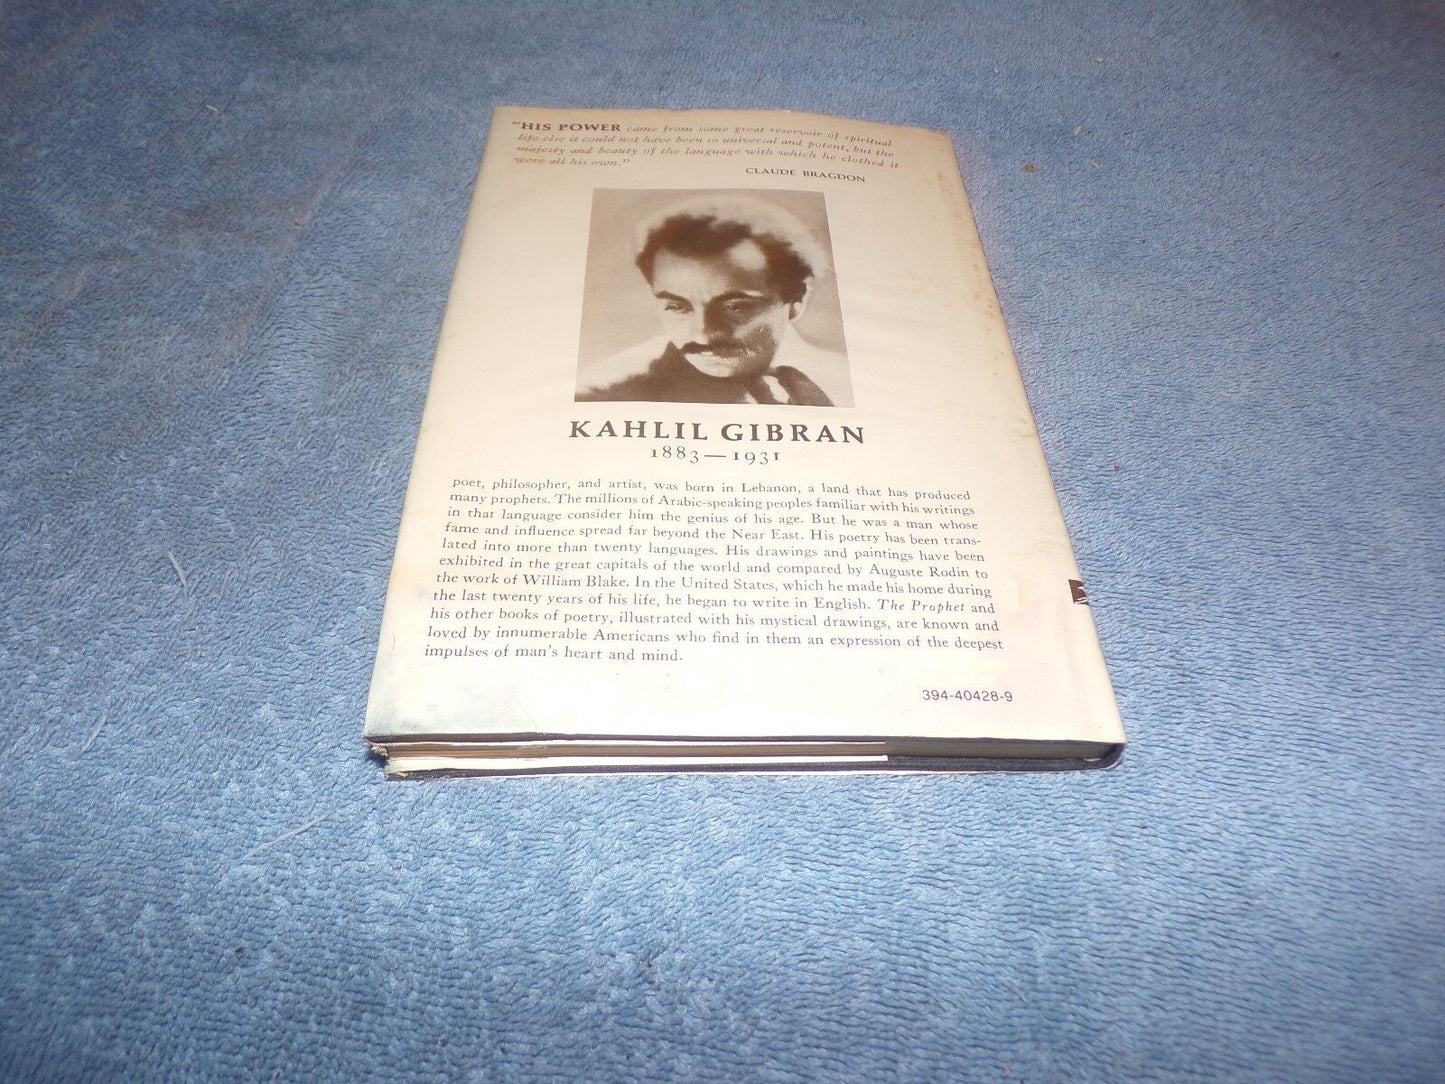 "HIS POWER came from some great reservoir of spiritual
life else it could not have been so universal and potent, but the
majesty and beauty of the language with which he clothed it
were all his own."
CLAUDE BRAGDON
KAHLIL GIBRAN
1883—1931
poet, philosopher, and artist, was born in Lebanon, a land that has produced
many prophets. The millions of Arabic-speaking peoples familiar with his writings
in that language consider him the genius of his age. But he was a man whose
fame and influence spread far beyond the Near East. His poetry has been trans-
lated into more than twenty languages. His drawings and paintings have been
exhibited in the great capitals of the world and compared by Auguste Rodin to
the work of William Blake. In the United States, which he made his home during
the last twenty years of his life, he began to write in English. The Prophet and
his other books of poetry, illustrated with his mystical drawings, are known and
loved by innumerable Americans who find in them an expression of the deepest
impulses of man's heart and mind.
394-40428-9